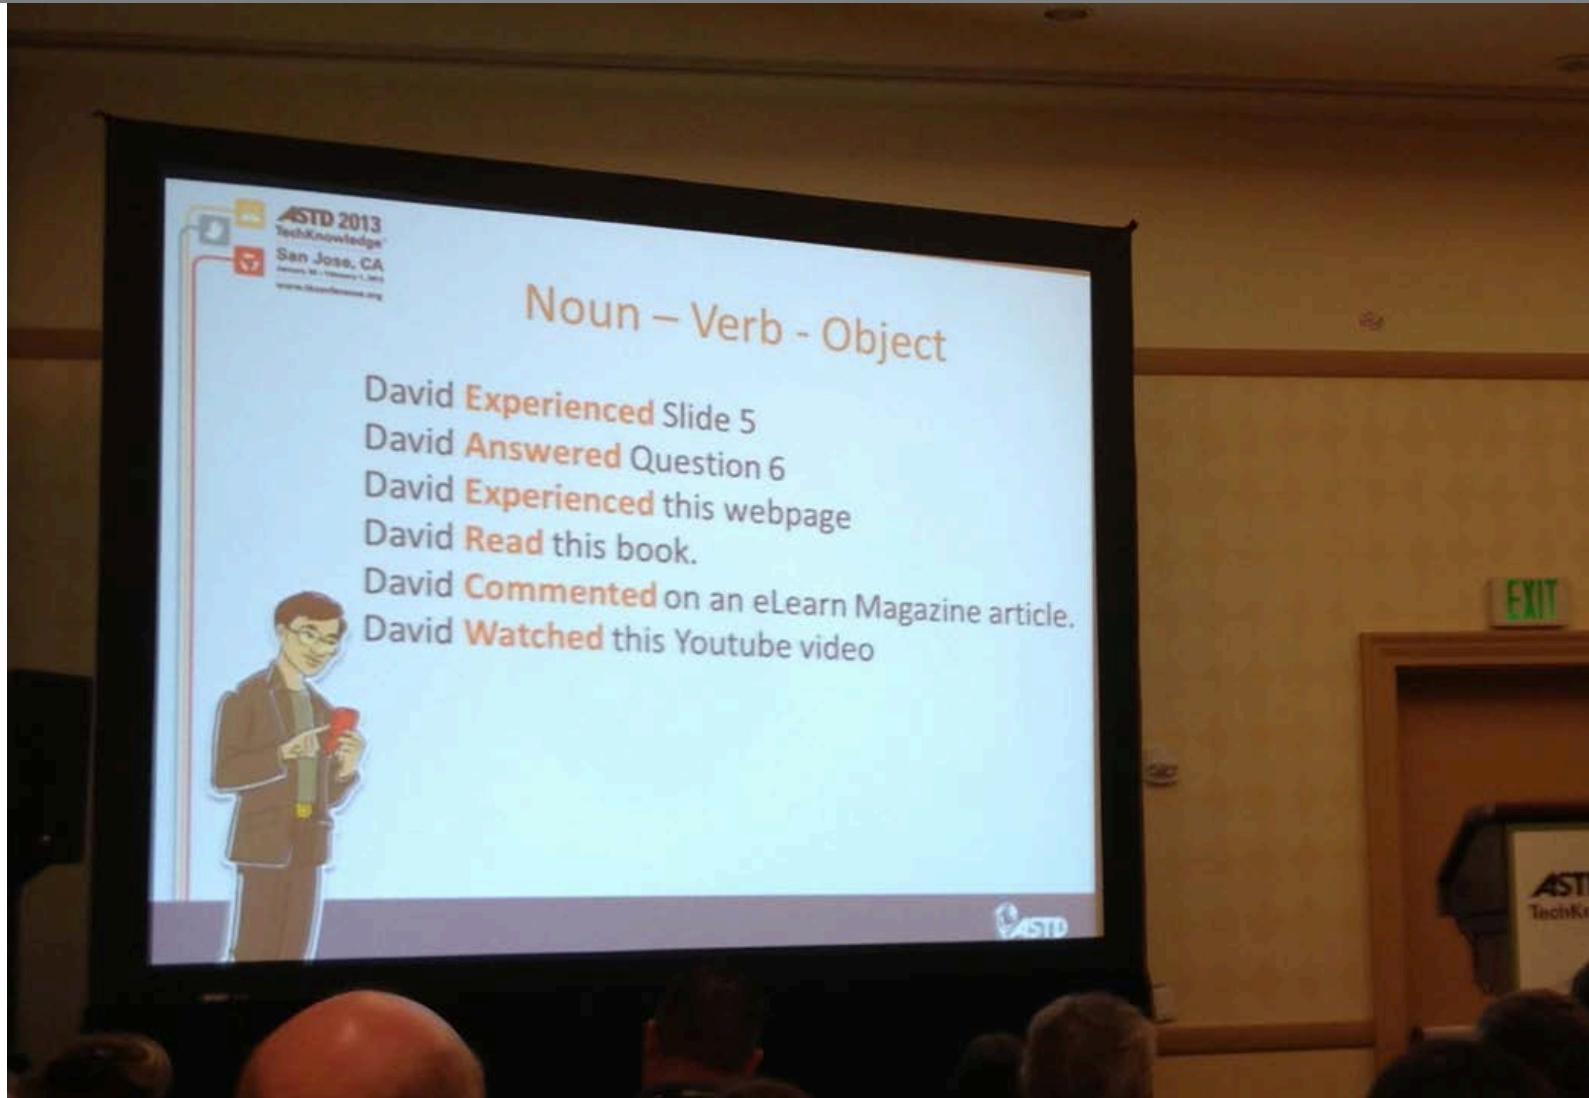 ASTD 2013
TechKnowledge
San Jose, CA
Noun – Verb - Object
David Experienced Slide 5
David Answered Question 6
David Experienced this webpage
David Read this book.
David Commented on an eLearn Magazine article.
David Watched this Youtube video
ASTD
EXIT